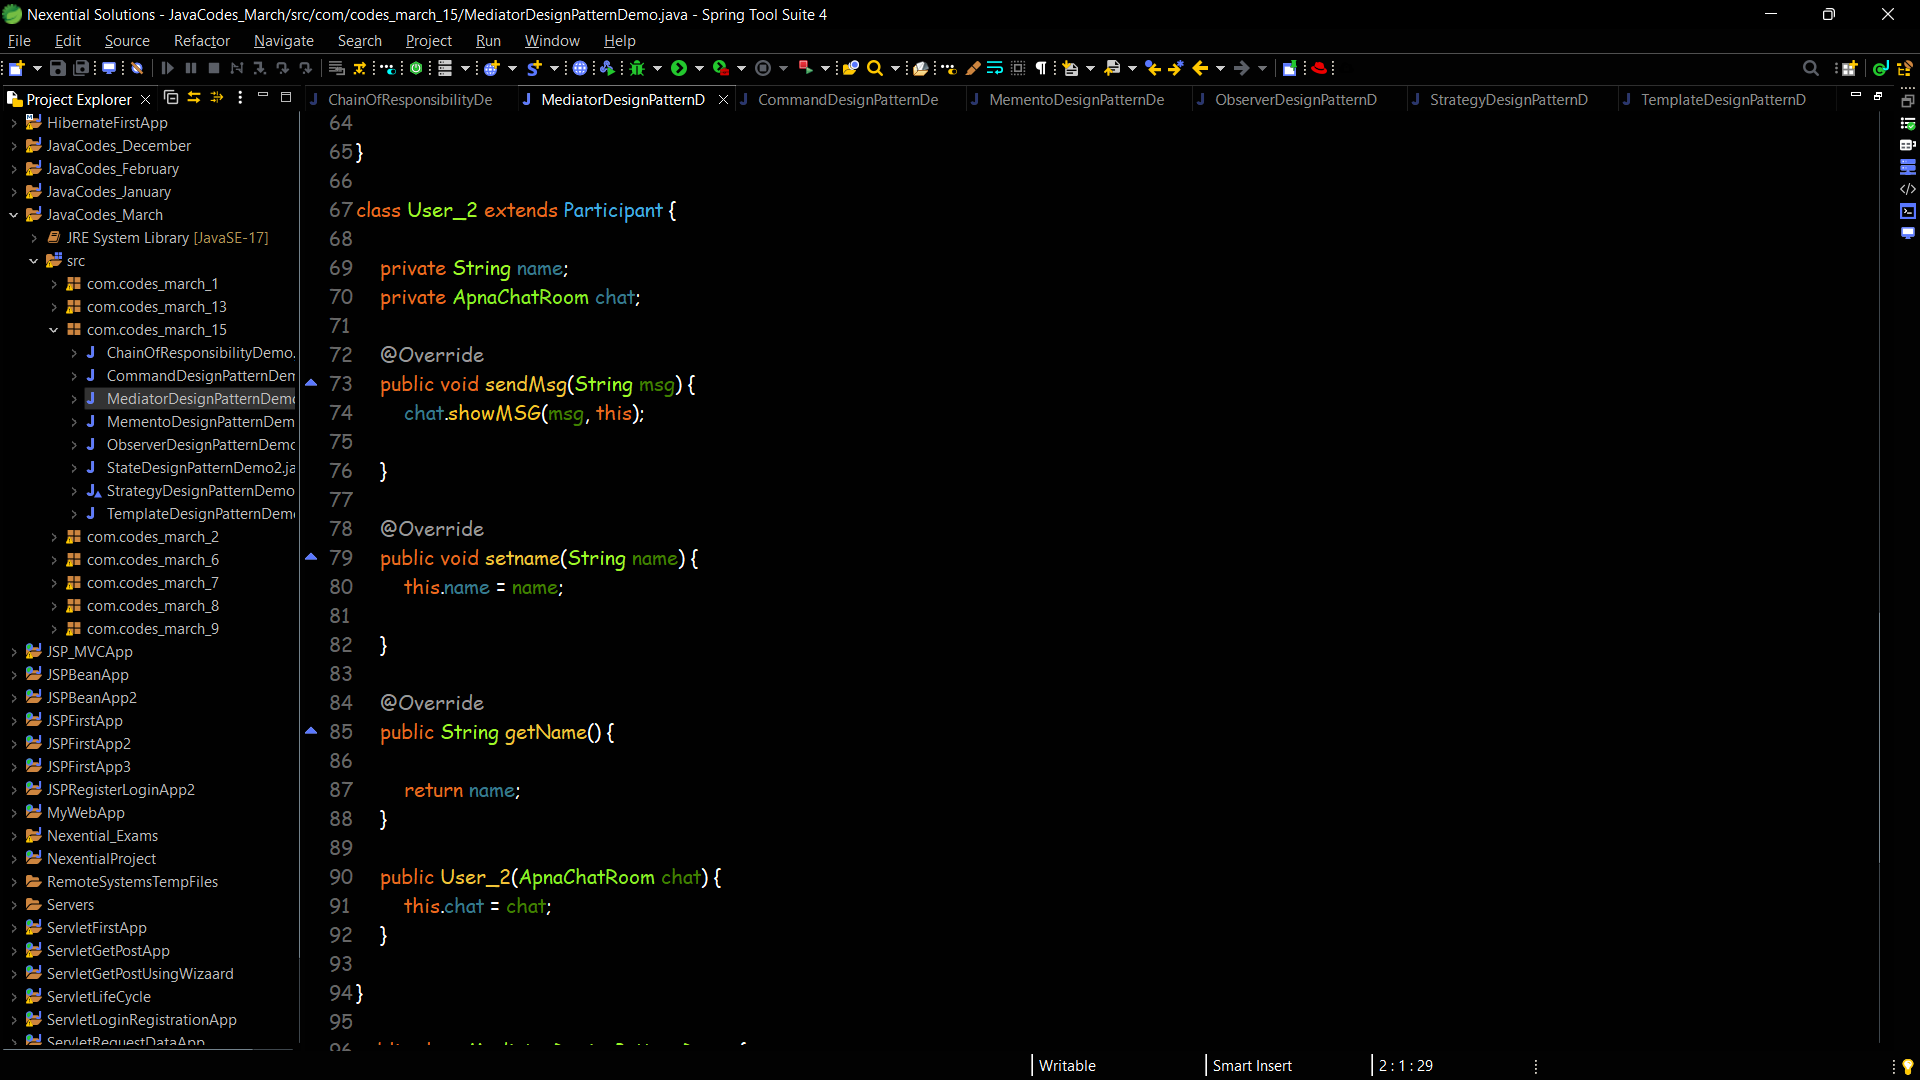 Nexential Solutions - JavaCodes_March/src/com/codes_march_15/MediatorDesignPatternDemo.java - Spring Tool Suite 4
File Edit Source Refactor Navigate Search Project Run Window Help
Project Explorer
ChainOfResponsibilityDe MediatorDesignPatternD CommandDesignPatternDe MementoDesignPatternDe ObserverDesignPatternD StrategyDesignPatternD TemplateDesignPatternD
HibernateFirstApp
JavaCodes_December
JavaCodes_February
JavaCodes_January
JavaCodes_March
JRE System Library [JavaSE-17]
src
com.codes_march_1
com.codes_march_13
com.codes_march_15
ChainOfResponsibilityDemo.
CommandDesignPatternDem
MediatorDesignPatternDemo
MementoDesignPatternDem
ObserverDesignPatternDemo
StateDesignPatternDemo2.ja
StrategyDesignPatternDemo
TemplateDesignPatternDemo
com.codes_march_2
com.codes_march_6
com.codes_march_7
com.codes_march_8
com.codes_march_9
JSP_MVCApp
JSPBeanApp
JSPBeanApp2
JSPFirstApp
JSPFirstApp2
JSPFirstApp3
JSPRegisterLoginApp2
MyWebApp
Nexential_Exams
NexentialProject
RemoteSystemsTempFiles
Servers
ServletFirstApp
ServletGetPostApp
ServletGetPostUsingWizaard
ServletLifeCycle
ServletLoginRegistrationApp
ServletRequestDataApp
64
65 }
66
67 class User_2 extends Participant {
68
69 private String name;
70 private ApnaChatRoom chat;
71
72 @Override
73 public void sendMsg(String msg) {
74 chat.showMSG(msg, this);
75
76 }
77
78 @Override
79 public void setname(String name) {
80 this.name = name;
81
82 }
83
84 @Override
85 public String getName() {
86
87 return name;
88 }
89
90 public User_2(ApnaChatRoom chat) {
91 this.chat = chat;
92 }
93
94 }
95
96
Writable Smart Insert 2 : 1 : 29